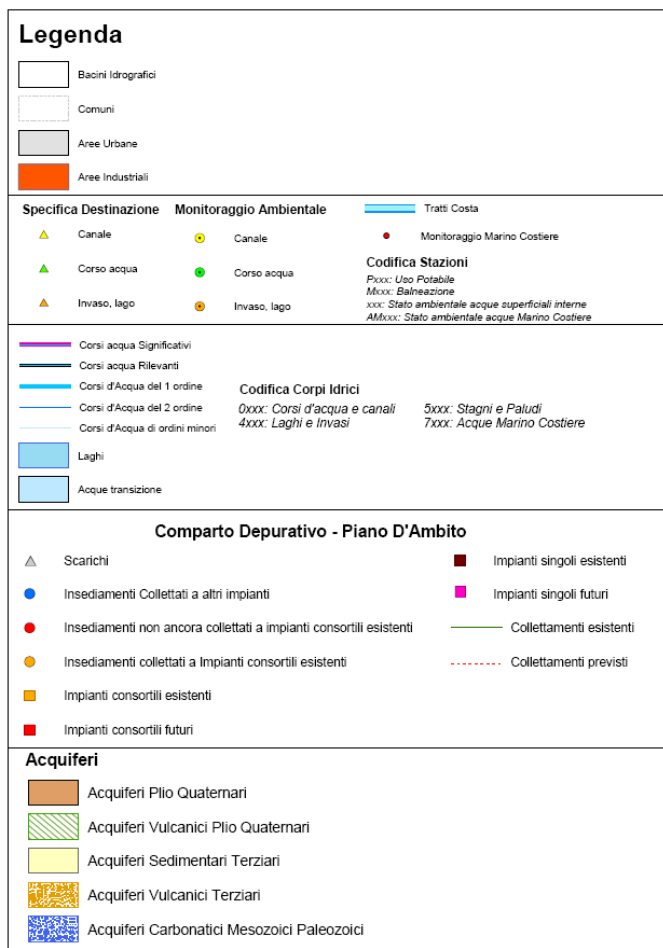 Legenda
Bacini Idrografici
Comuni
Aree Urbane
Aree Industriali
Specifica Destinazione
Canale
Corso acqua
Invaso, lago
Monitoraggio Ambientale
Canale
Corso acqua
Invaso, lago
Tratti Costa
Monitoraggio Marino Costiere
Codifica Stazioni
Pxxx: Uso Potabile
Mxxx: Balneazione
xxx: Stato ambientale acque superficiali interne
AMxxx: Stato ambientale acque Marino Costiere
Corsi acqua Significativi
Corsi acqua Rilevanti
Corsi d'Acqua del 1 ordine
Corsi d'Acqua del 2 ordine
Corsi d'Acqua di ordini minori
Laghi
Acque transizione
Codifica Corpi Idrici
0xxx: Corsi d'acqua e canali
4xxx: Laghi e Invasi
5xxx: Stagni e Paludi
7xxx: Acque Marino Costiere
Comparto Depurativo - Piano D'Ambito
Scarichi
Insediamenti Collettati a altri impianti
Insediamenti non ancora collettati a impianti consortili esistenti
Insediamenti collettati a Impianti consortili esistenti
Impianti consortili esistenti
Impianti consortili futuri
Impianti singoli esistenti
Impianti singoli futuri
Collettamenti esistenti
Collettamenti previsti
Acquiferi
Acquiferi Plio Quaternari
Acquiferi Vulcanici Plio Quaternari
Acquiferi Sedimentari Terziari
Acquiferi Vulcanici Terziari
Acquiferi Carbonatici Mesozoici Paleozoici